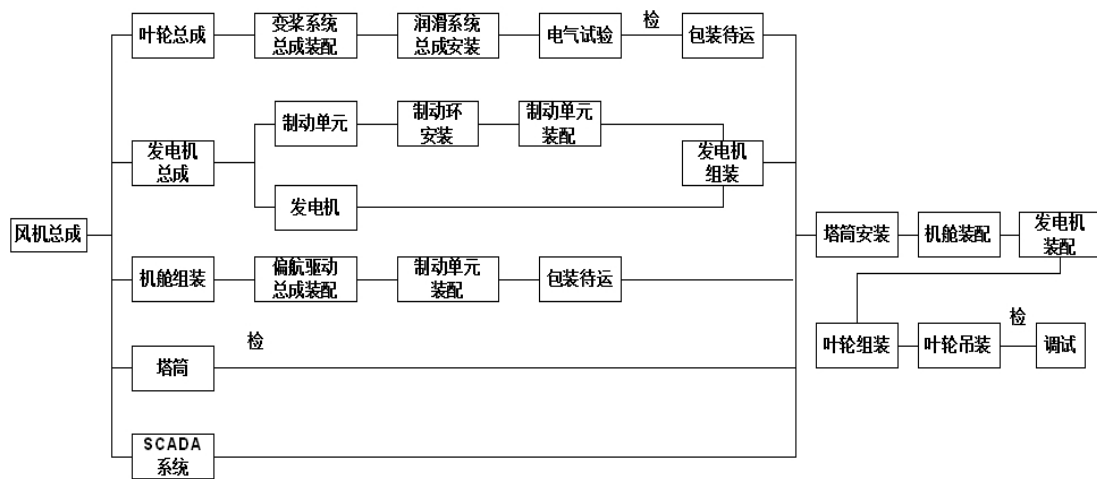 叶轮总成
变桨系统
总成装配
润滑系统
总成安装
电气试验
检
包装待运
发电机
总成
制动单元
制动环
安装
制动单元
装配
发电机
组装
发电机
风机总成
机舱组装
偏航驱动
总成装配
制动单元
装配
包装待运
塔筒安装
机舱装配
发电机
装配
叶轮组装
叶轮吊装
检
调试
塔筒
检
SCADA
系统